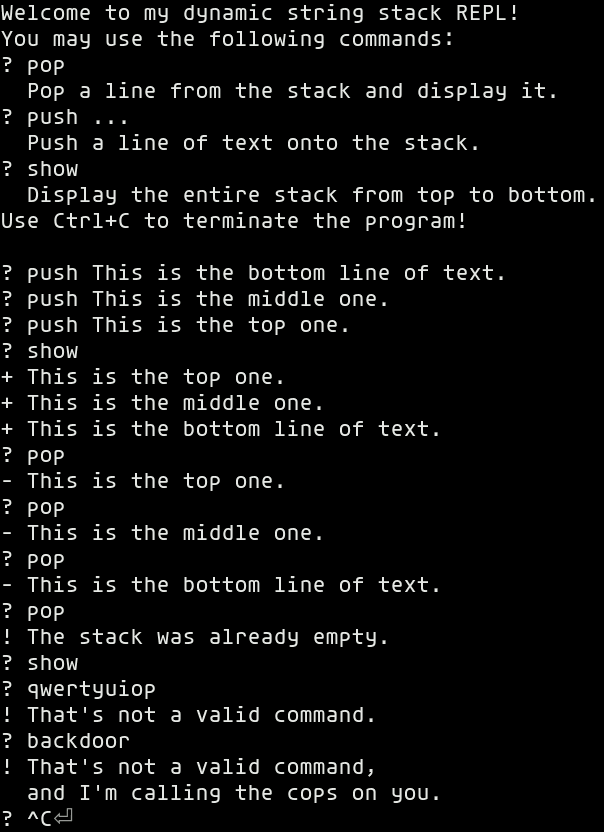 Welcome to my dynamic string stack REPL!
You may use the following commands:
? pop
  Pop a line from the stack and display it.
? push ...
  Push a line of text onto the stack.
? show
  Display the entire stack from top to bottom.
Use Ctrl+C to terminate the program!

? push This is the bottom line of text.
? push This is the middle one.
? push This is the top one.
? show
+ This is the top one.
+ This is the middle one.
+ This is the bottom line of text.
? pop
- This is the top one.
? pop
- This is the middle one.
? pop
- This is the bottom line of text.
? pop
! The stack was already empty.
? show
? qwertyuiop
! That's not a valid command.
? backdoor
! That's not a valid command,
  and I'm calling the cops on you.
? ^C⏎